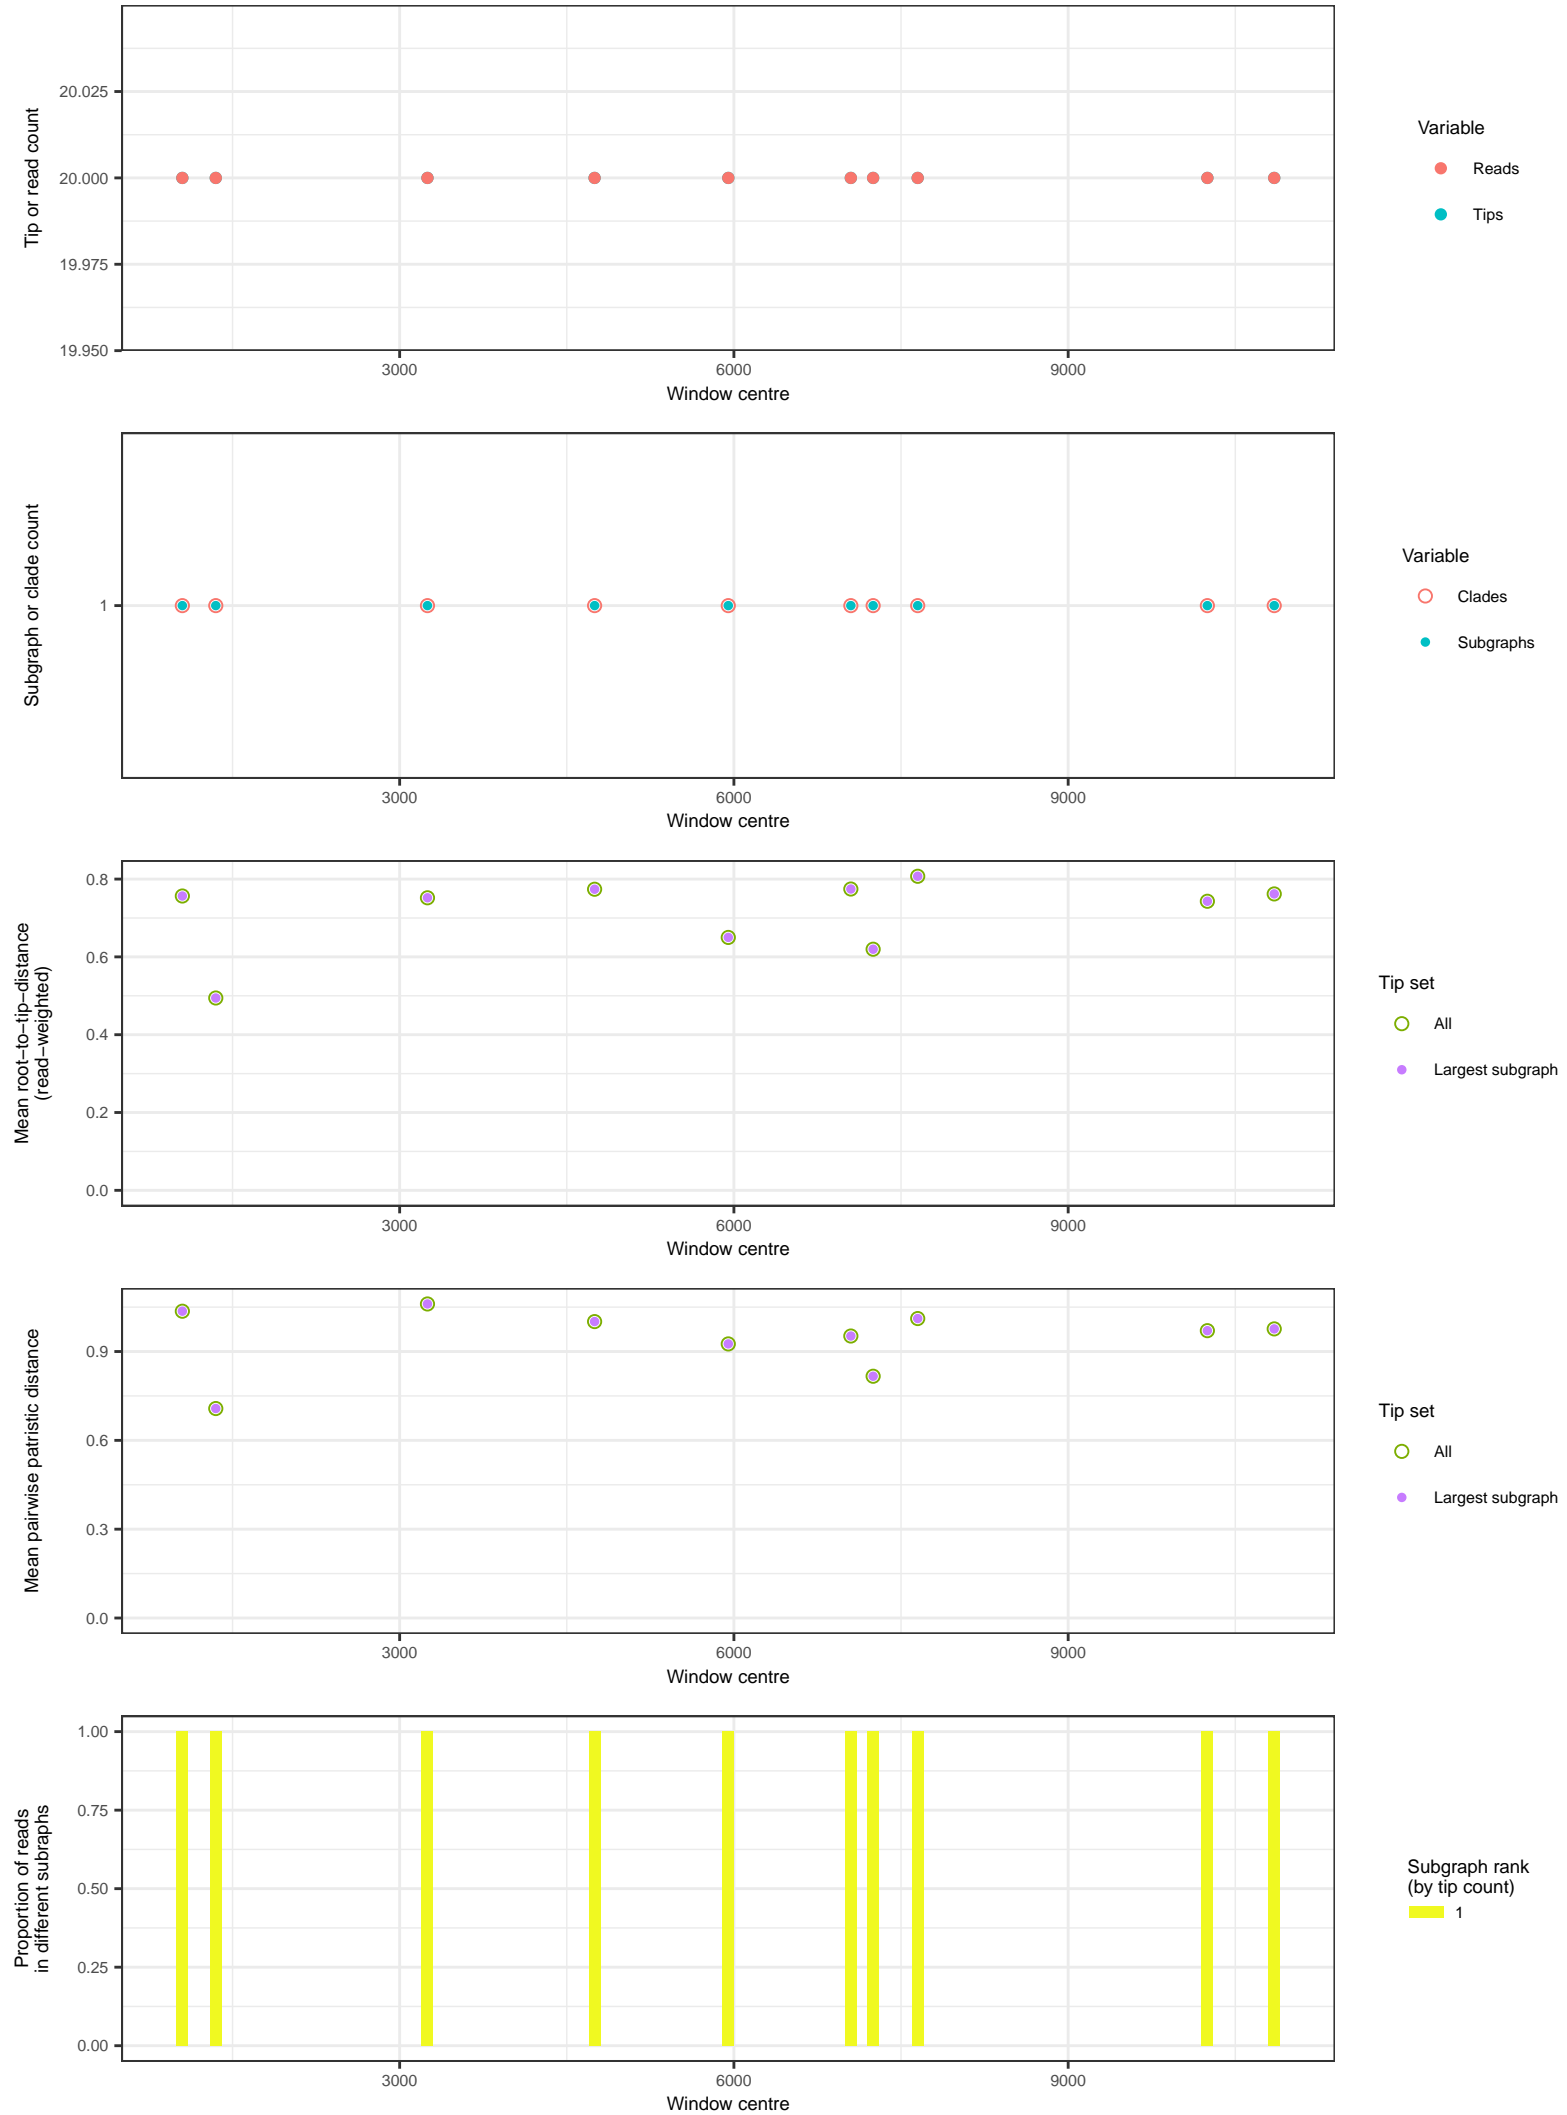 Tip or read count
20.025
20.000
19.975
19.950
3000
6000
9000
Window centre
Variable
Reads
Tips
Subgraph or clade count
1
3000
6000
9000
Window centre
Variable
Clades
Subgraphs
Mean root−to−tip−distance
(read−weighted)
0.8
0.6
0.4
0.2
0.0
3000
6000
9000
Window centre
Tip set
All
Largest subgraph
Mean pairwise patristic distance
0.9
0.6
0.3
0.0
3000
6000
9000
Window centre
Tip set
All
Largest subgraph
Proportion of reads
in different subraphs
1.00
0.75
0.50
0.25
0.00
3000
6000
9000
Window centre
Subgraph rank
(by tip count)
1